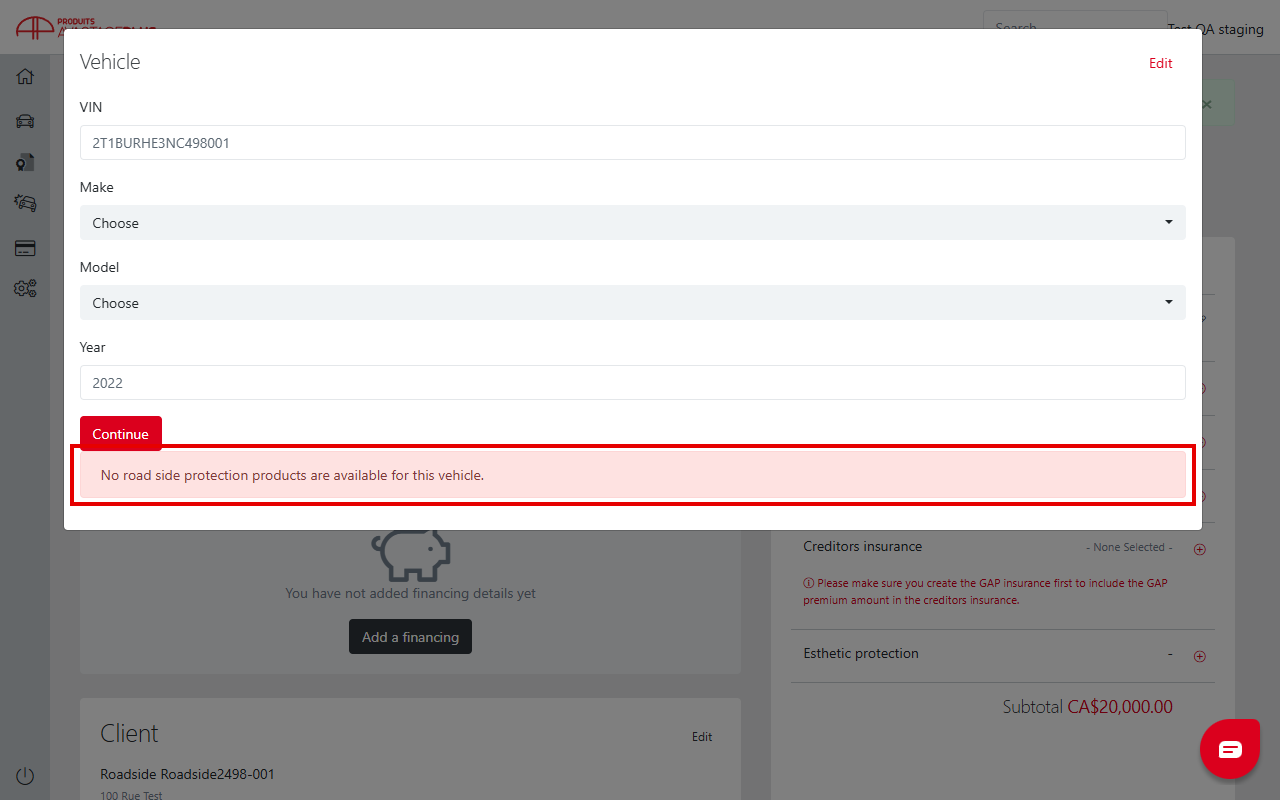 PRODUITS
Search
Test QA staging
Vehicle
Edit
VIN
2T1BURHE3NC498001
Make
Choose
Model
Choose
Year
2022
Continue
No road side protection products are available for this vehicle.
You have not added financing details yet
Add a financing
Creditors insurance
- None Selected -
Please make sure you create the GAP insurance first to include the GAP
premium amount in the creditors insurance.
Esthetic protection
-
Subtotal CA$20,000.00
Client
Edit
Roadside Roadside2498-001
100 Rue Test